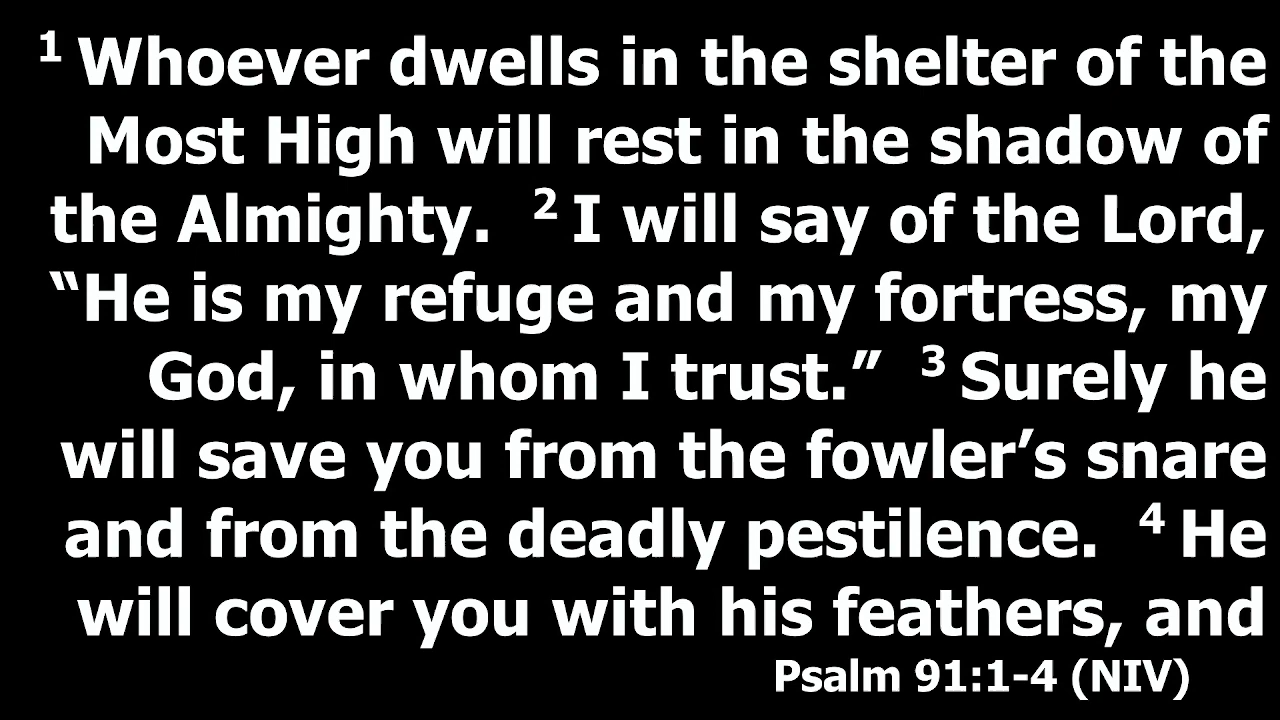 1 Whoever dwells in the shelter of the
Most High will rest in the shadow of
the Almighty. 2 I will say of the Lord,
“He is my refuge and my fortress, my
God, in whom I trust.” 3 Surely he
will save you from the fowler’s snare
and from the deadly pestilence. 4 He
will cover you with his feathers, and
Psalm 91:1-4 (NIV)